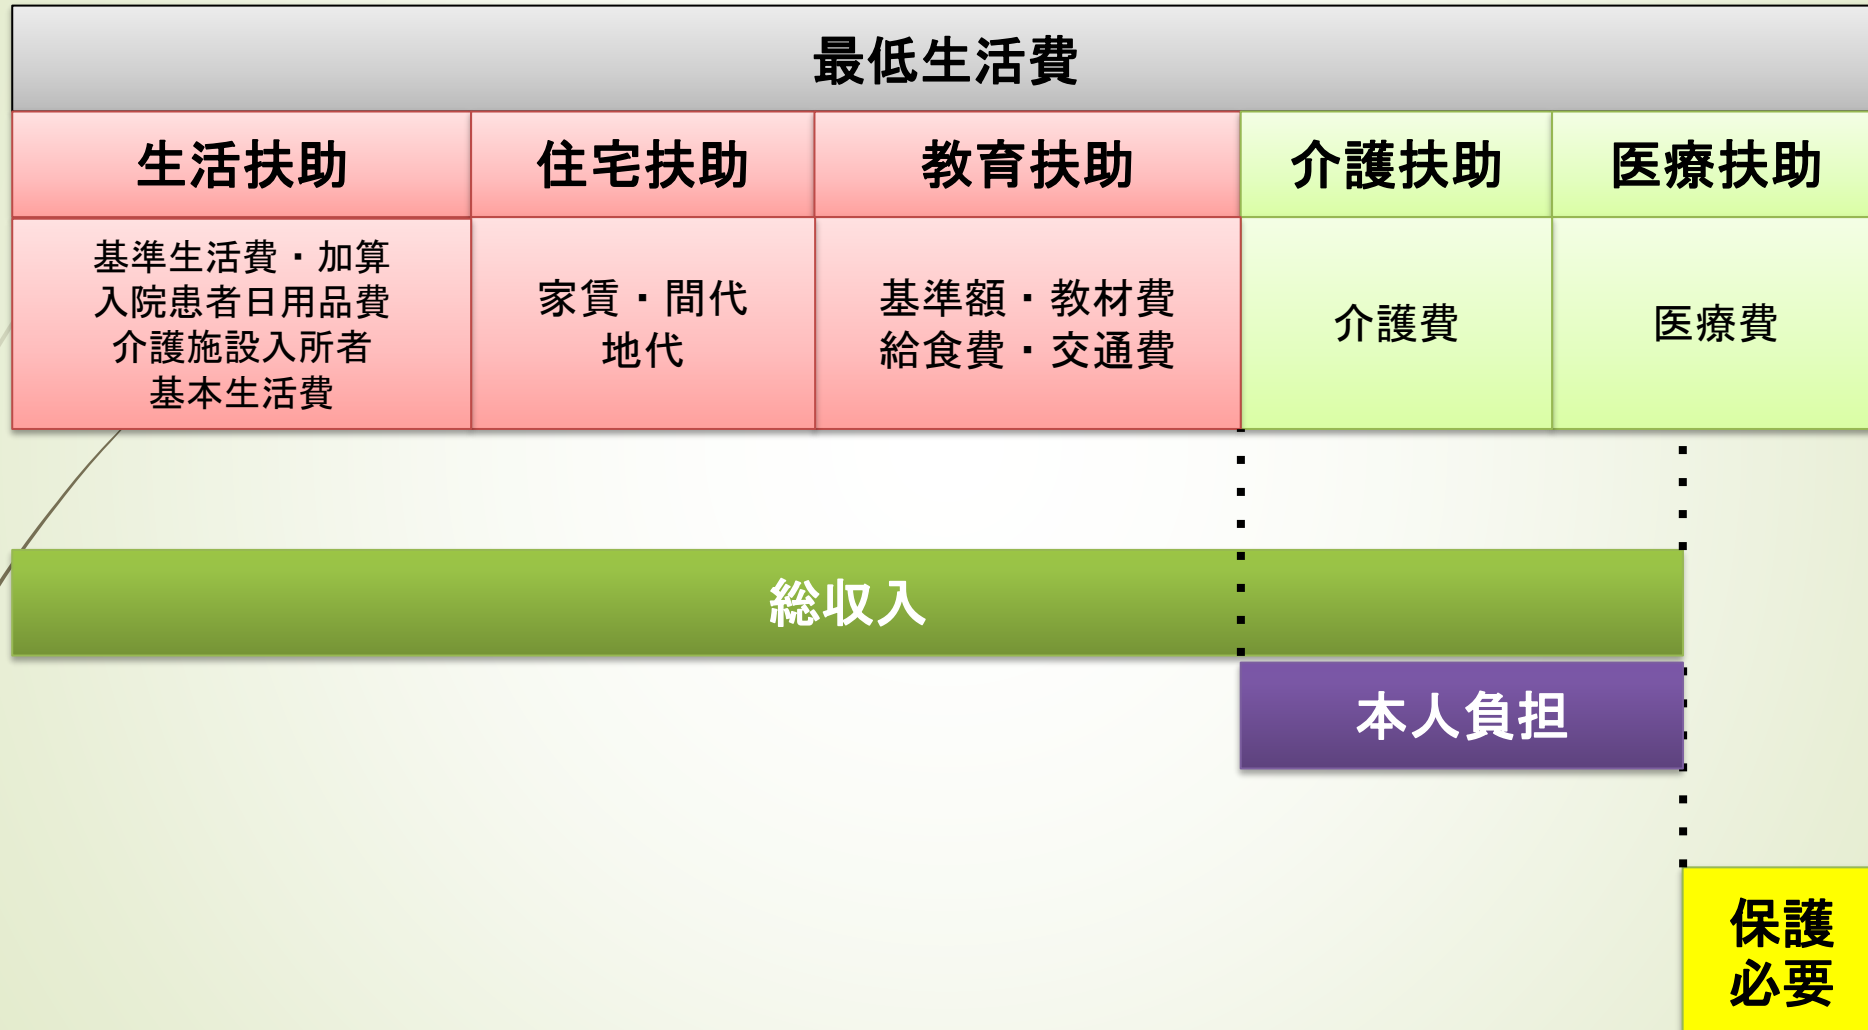 最低生活費
生活扶助
住宅扶助
教育扶助
介護扶助
医療扶助
基準生活費・加算
入院患者日用品費
介護施設入所者
基本生活費
家賃・間代
地代
基準額・教材費
給食費・交通費
介護費
医療費
総収入
本人負担
保護
必要